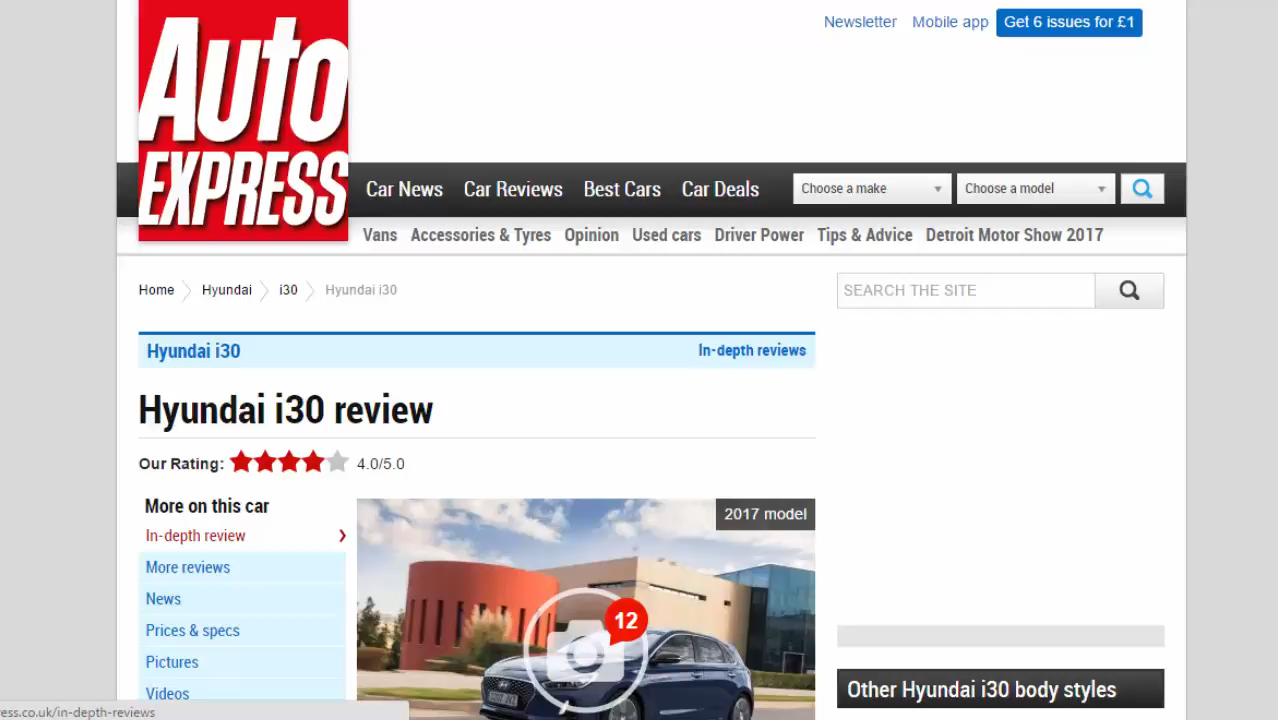 Newsletter Mobile app Get 6 issues for £1
Auto
EXPRESS
Car News Car Reviews Best Cars Car Deals Choose a make Choose a model
Vans Accessories & Tyres Opinion Used cars Driver Power Tips & Advice Detroit Motor Show 2017
Home Hyundai i30 Hyundai i30
SEARCH THE SITE
Hyundai i30 In-depth reviews
Hyundai i30 review
Our Rating: 4.0/5.0
More on this car
2017 model
In-depth review
More reviews
News
12
Prices & specs
Pictures
Videos
Other Hyundai i30 body styles
ess.co.uk/in-depth-reviews